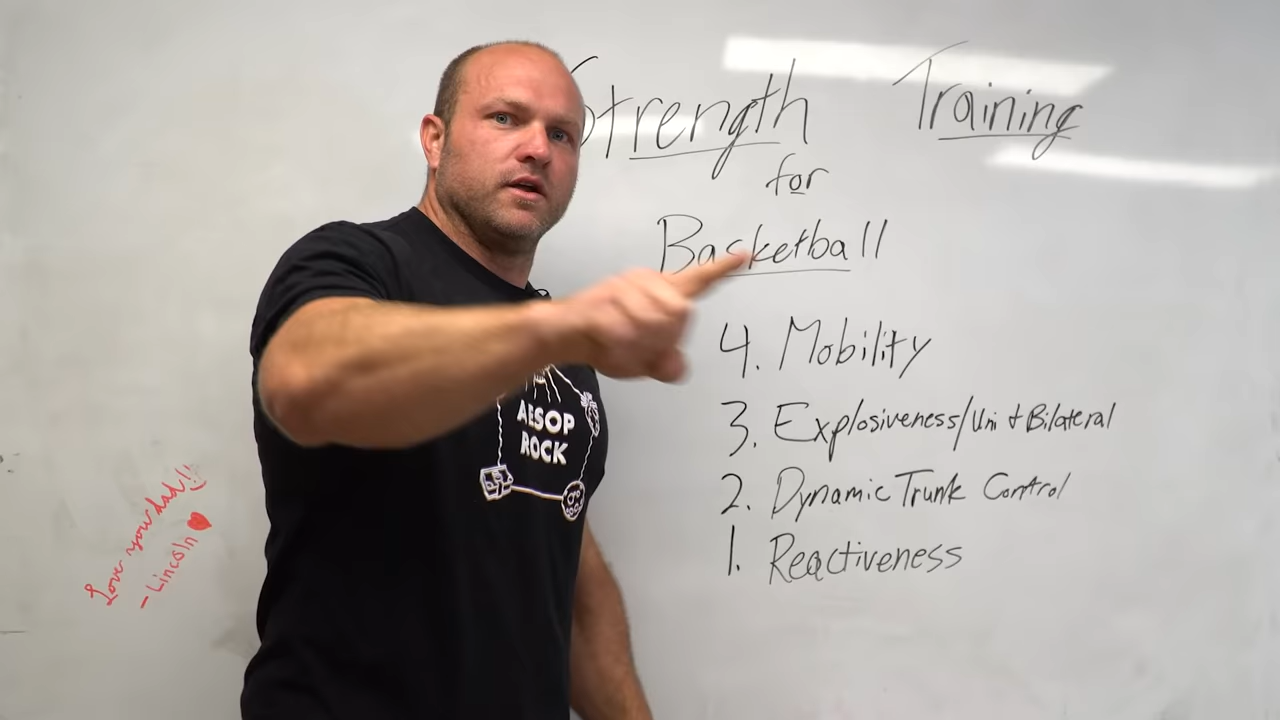 Strength Training
for
Basketball
4. Mobility
3. Explosiveness/Uni + Bilateral
2. Dynamic Trunk Control
1. Reactiveness
AESOP
ROCK
Love you dad!!
- Lincoln